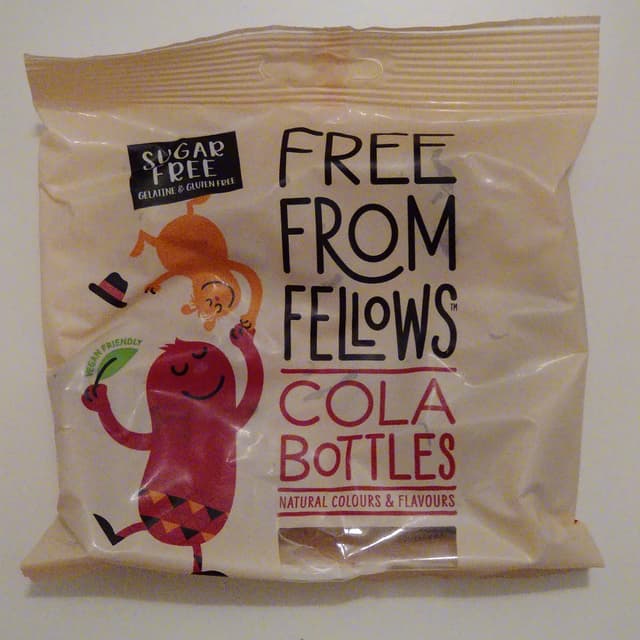 SUGAR
FREE
GELATINE & GLUTEN FREE
FREE
FROM
FELLOWS™
VEGAN FRIENDLY
COLA
BOTTLES
NATURAL COLOURS & FLAVOURS